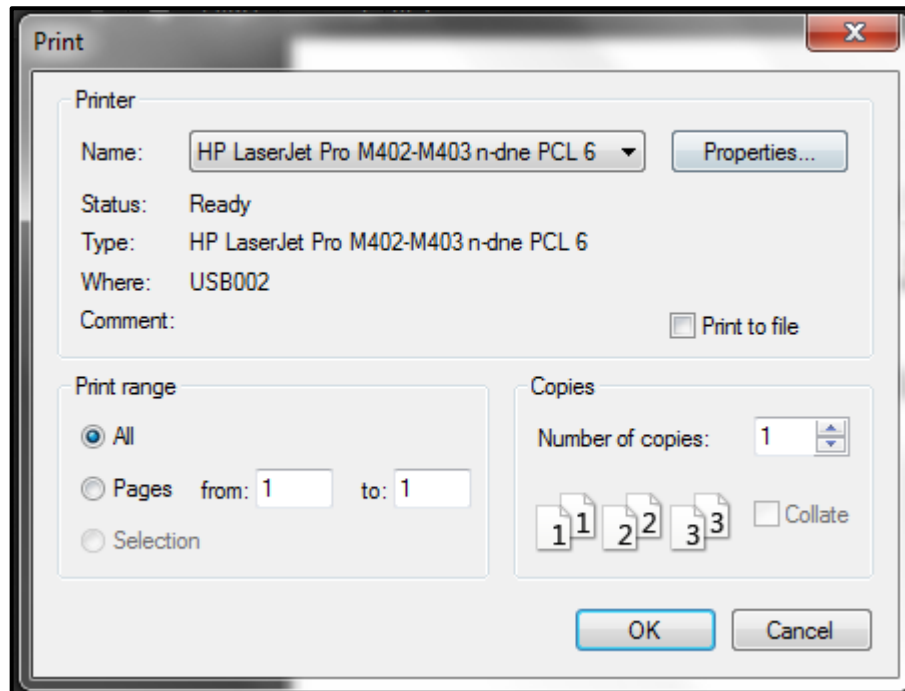 Print
Printer
Name: HP LaserJet Pro M402-M403 n-dne PCL 6 Properties...
Status: Ready
Type: HP LaserJet Pro M402-M403 n-dne PCL 6
Where: USB002
Comment: Print to file
Print range
All
Pages from: 1 to: 1
Selection
Copies
Number of copies: 1
1 1 2 2 3 3 Collate
OK Cancel